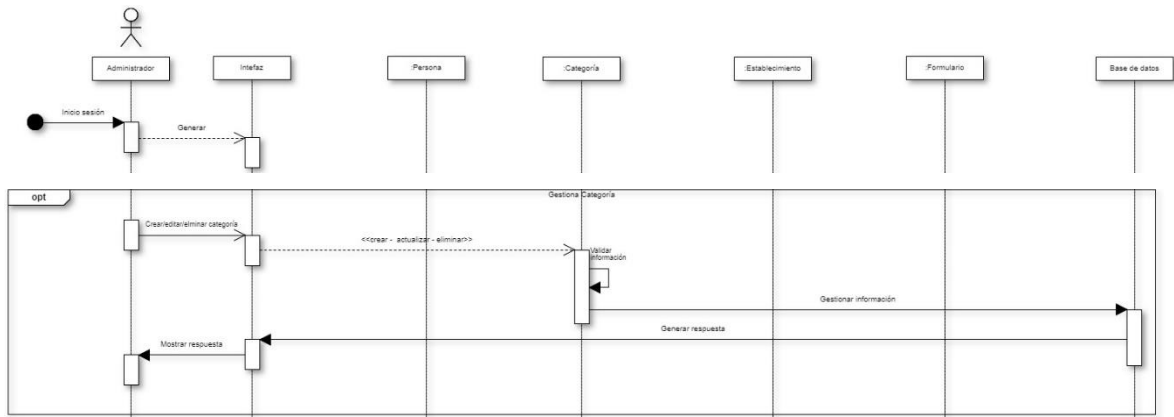 Administrador
Intefaz
:Persona
:Categoría
:Establecimiento
:Formulario
Base de datos
Inicio sesión
Generar
opt
Gestiona Categoría
Crear/editar/elminar categoría
<<crear - actualizar - eliminar>>
Validar
información
Gestionar información
Generar respuesta
Mostrar respuesta